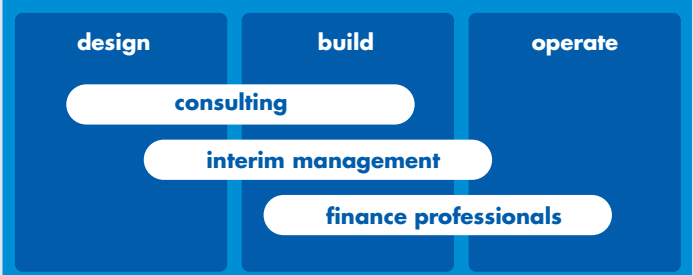 design build operate
consulting
interim management
finance professionals